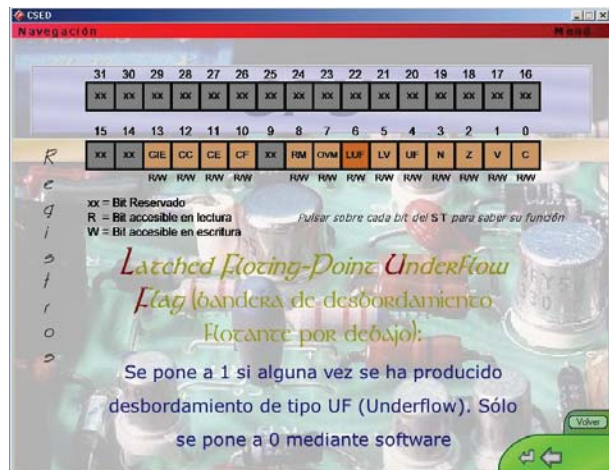 CSED
Navegación Menú
31 30 29 28 27 26 25 24 23 22 21 20 19 18 17 16
xx xx xx xx xx xx xx xx xx xx xx xx xx xx xx xx
15 14 13 12 11 10 9 8 7 6 5 4 3 2 1 0
xx xx GIE CC CE CF xx RM OVM LUF LV UF N Z V C
R/W R/W R/W R/W R/W R/W R/W R/W R/W R/W R/W R/W R/W
xx = Bit Reservado
R = Bit accesible en lectura
W = Bit accesible en escritura
Pulsar sobre cada bit del ST para saber su función
Registros
Latched Floting-Point Underflow
Flag (bandera de desbordamiento
flotante por debajo):
Se pone a 1 si alguna vez se ha producido
desbordamiento de tipo UF (Underflow). Sólo
se pone a 0 mediante software
Volver